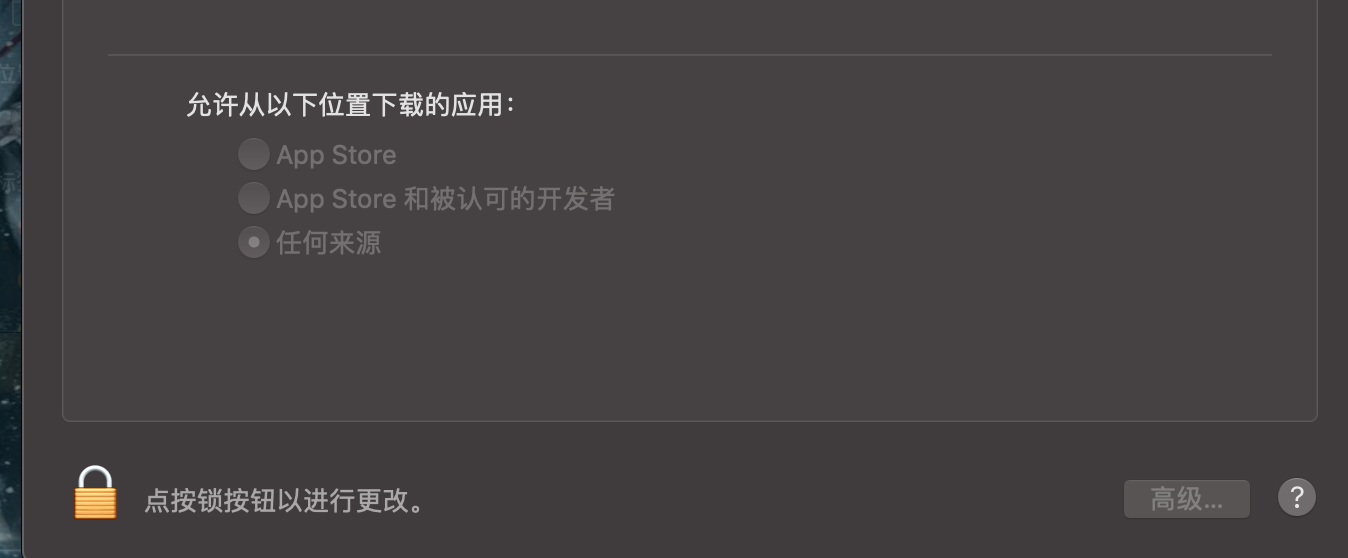 允许从以下位置下载的应用：
App Store
App Store 和被认可的开发者
任何来源
点按锁按钮以进行更改。
高级...
?